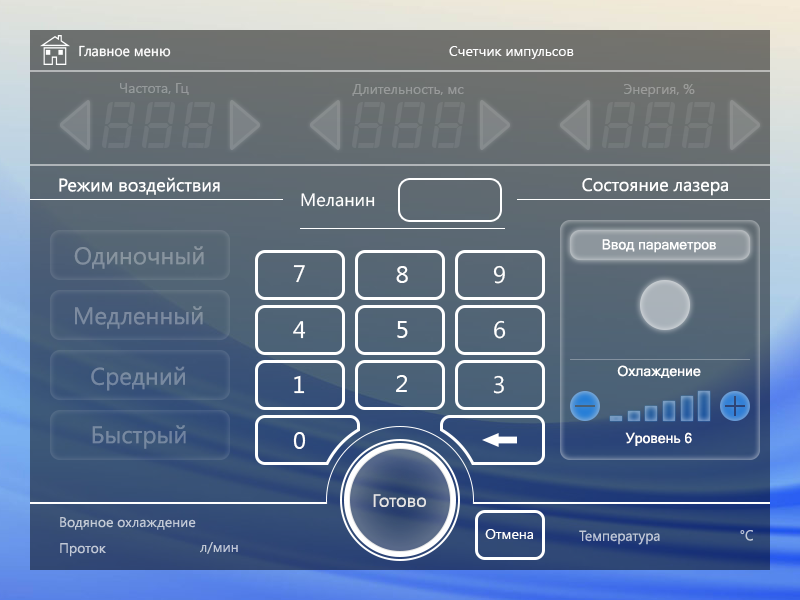 Главное меню
Счетчик импульсов
Частота, Гц
Длительность, мс
Энергия, %
888
888
888
Режим воздействия
Меланин
Состояние лазера
Одиночный
Медленный
Средний
Быстрый
7
8
9
4
5
6
1
2
3
0
Готово
Отмена
Ввод параметров
Охлаждение
Уровень 6
Водяное охлаждение
Проток
л/мин
Температура
°C